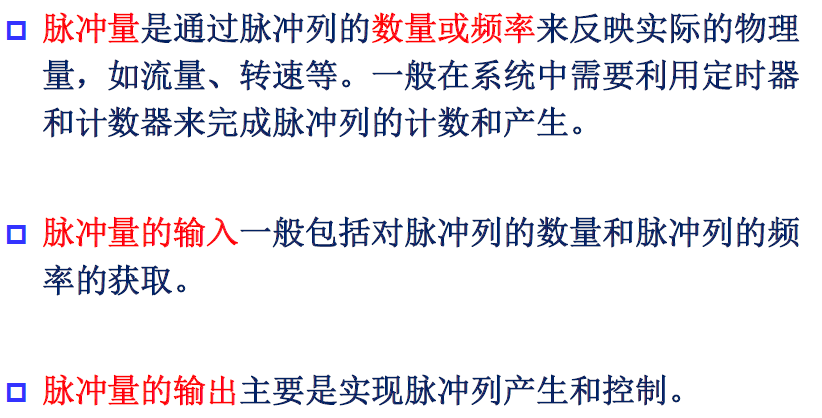 脉冲量是通过脉冲列的数量或频率来反映实际的物理
量，如流量、转速等。一般在系统中需要利用定时器
和计数器来完成脉冲列的计数和产生。
脉冲量的输入一般包括对脉冲列的数量和脉冲列的频
率的获取。
脉冲量的输出主要是实现脉冲列产生和控制。